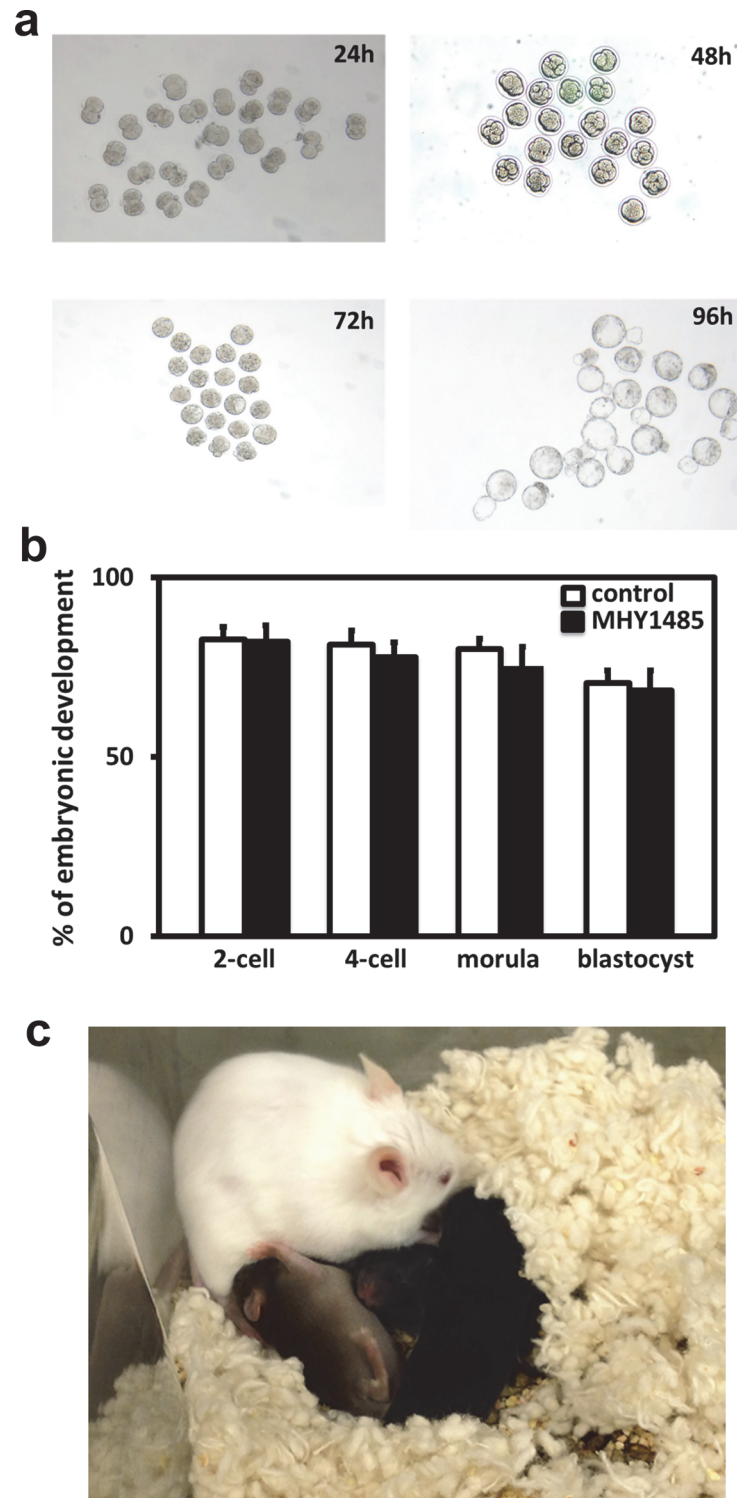 a
24h
48h
72h
96h
b
% of embryonic development
100
50
0
control
MHY1485
2-cell
4-cell
morula
blastocyst
c